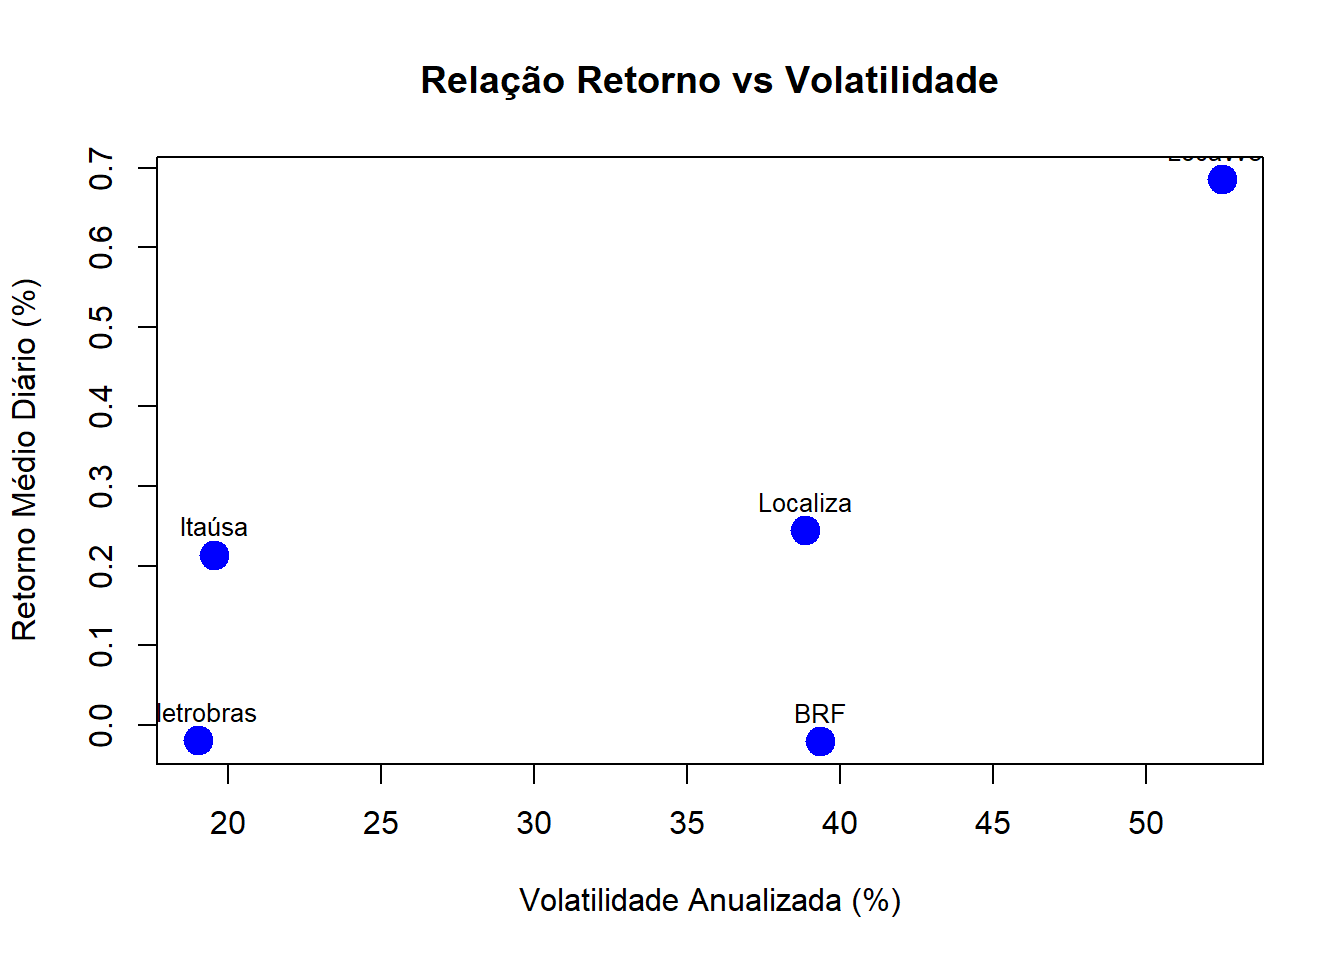 Relação Retorno vs Volatilidade
Retorno Médio Diário (%)
0.7
0.6
0.5
0.4
0.3
0.2
0.1
0.0
Localiza
Itaúsa
letrobras
BRF
20 25 30 35 40 45 50
Volatilidade Anualizada (%)